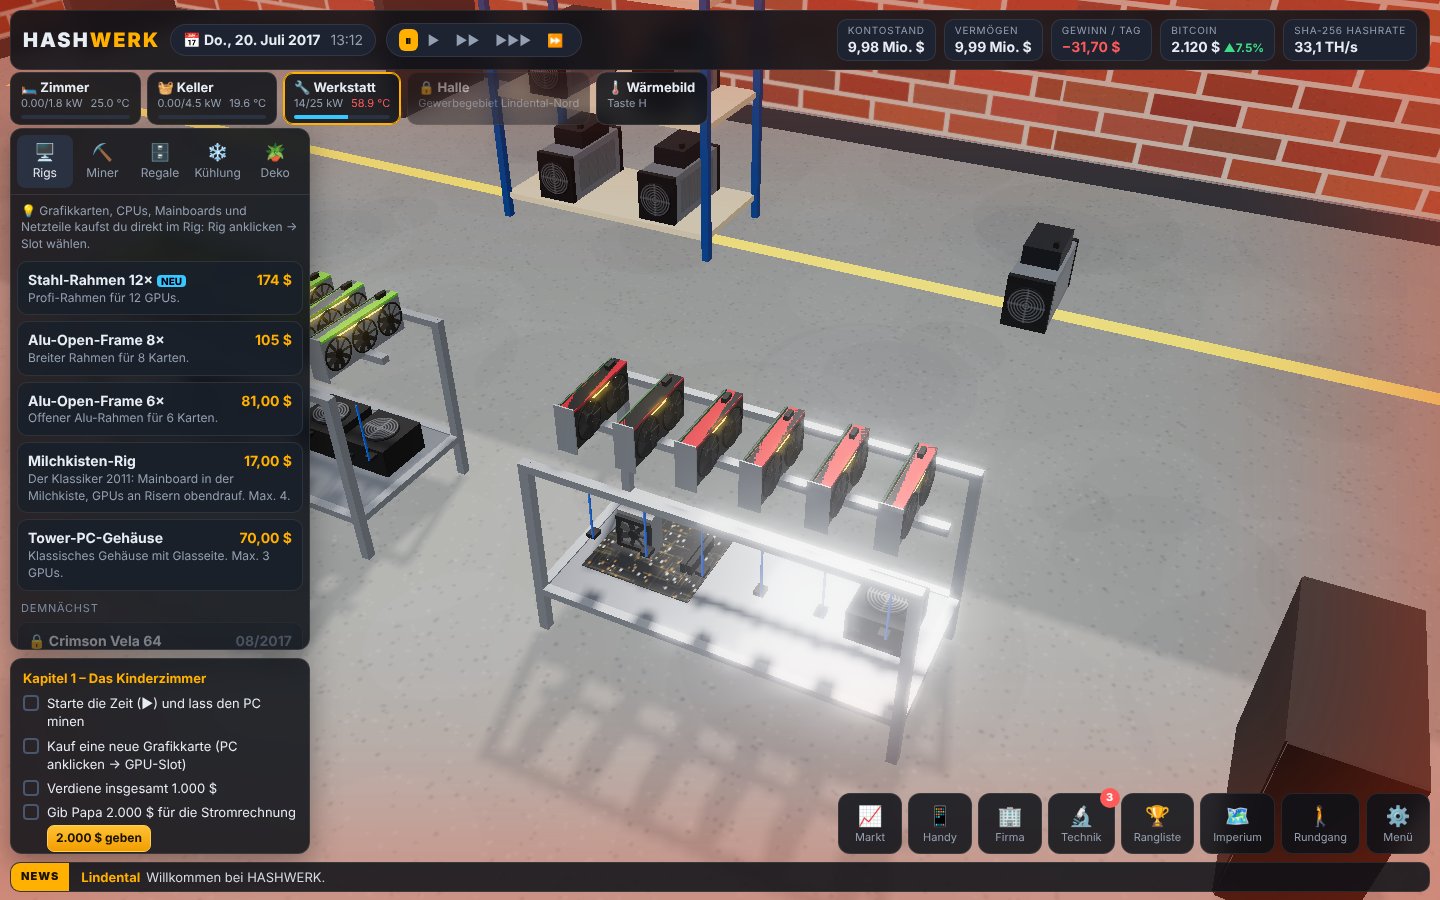 HASHWERK
📅 Do., 20. Juli 2017 13:12
KONTOSTAND
9,98 Mio. $
VERMÖGEN
9,99 Mio. $
GEWINN / TAG
−31,70 $
BITCOIN
2.120 $ ▲7.5%
SHA-256 HASHRATE
33,1 TH/s
Zimmer
0.00/1.8 kW 25.0 °C
Keller
0.00/4.5 kW 19.6 °C
Werkstatt
14/25 kW 58.9 °C
Halle
Gewerbegebiet Lindental-Nord
Wärmebild
Taste H
Rigs
Miner
Regale
Kühlung
Deko
Grafikkarten, CPUs, Mainboards und
Netzteile kaufst du direkt im Rig: Rig anklicken →
Slot wählen.
Stahl-Rahmen 12× NEU 174 $
Profi-Rahmen für 12 GPUs.
Alu-Open-Frame 8× 105 $
Breiter Rahmen für 8 Karten.
Alu-Open-Frame 6× 81,00 $
Offener Alu-Rahmen für 6 Karten.
Milchkisten-Rig 17,00 $
Der Klassiker 2011: Mainboard in der
Milchkiste, GPUs an Risern obendrauf. Max. 4.
Tower-PC-Gehäuse 70,00 $
Klassisches Gehäuse mit Glasseite. Max. 3
GPUs.
DEMNÄCHST
Crimson Vela 64 08/2017
Kapitel 1 – Das Kinderzimmer
Starte die Zeit (▶) und lass den PC
minen
Kauf eine neue Grafikkarte (PC
anklicken → GPU-Slot)
Verdiene insgesamt 1.000 $
Gib Papa 2.000 $ für die Stromrechnung
2.000 $ geben
Markt
Handy
Firma
3
Technik
Rangliste
Imperium
Rundgang
Menü
NEWS Lindental Willkommen bei HASHWERK.